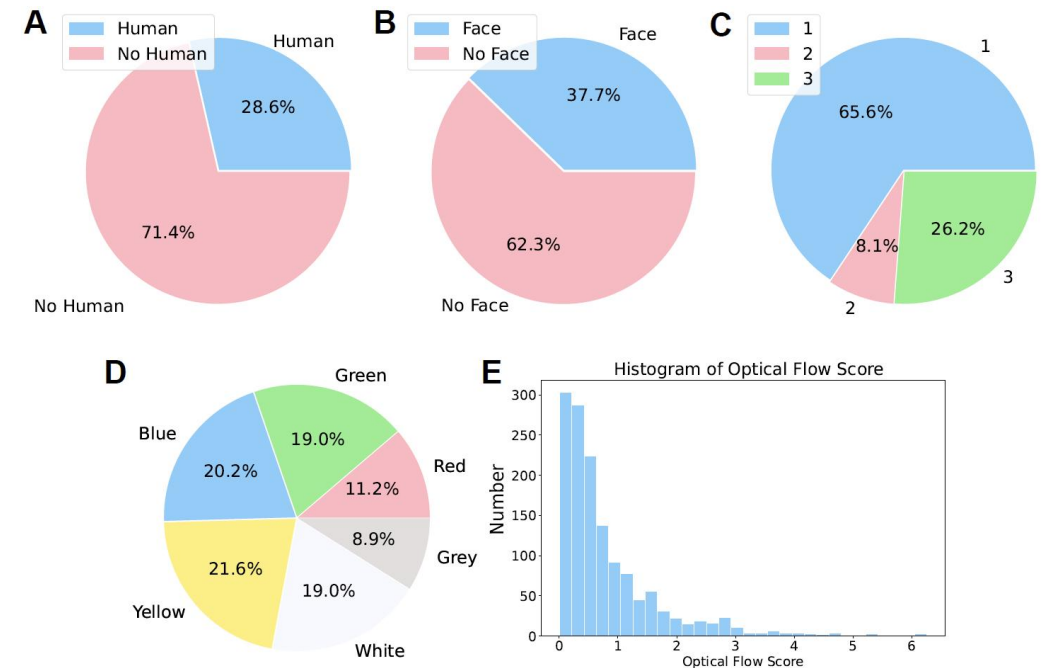 A
Human
No Human
Human
28.6%
71.4%
No Human
B
Face
No Face
Face
37.7%
62.3%
No Face
C
1
2
3
1
65.6%
8.1%
26.2%
2
3
D
Green
Blue
19.0%
20.2%
Red
11.2%
8.9%
Grey
21.6%
19.0%
Yellow
White
E
Histogram of Optical Flow Score
Number
300
250
200
150
100
50
0
0 1 2 3 4 5 6
Optical Flow Score